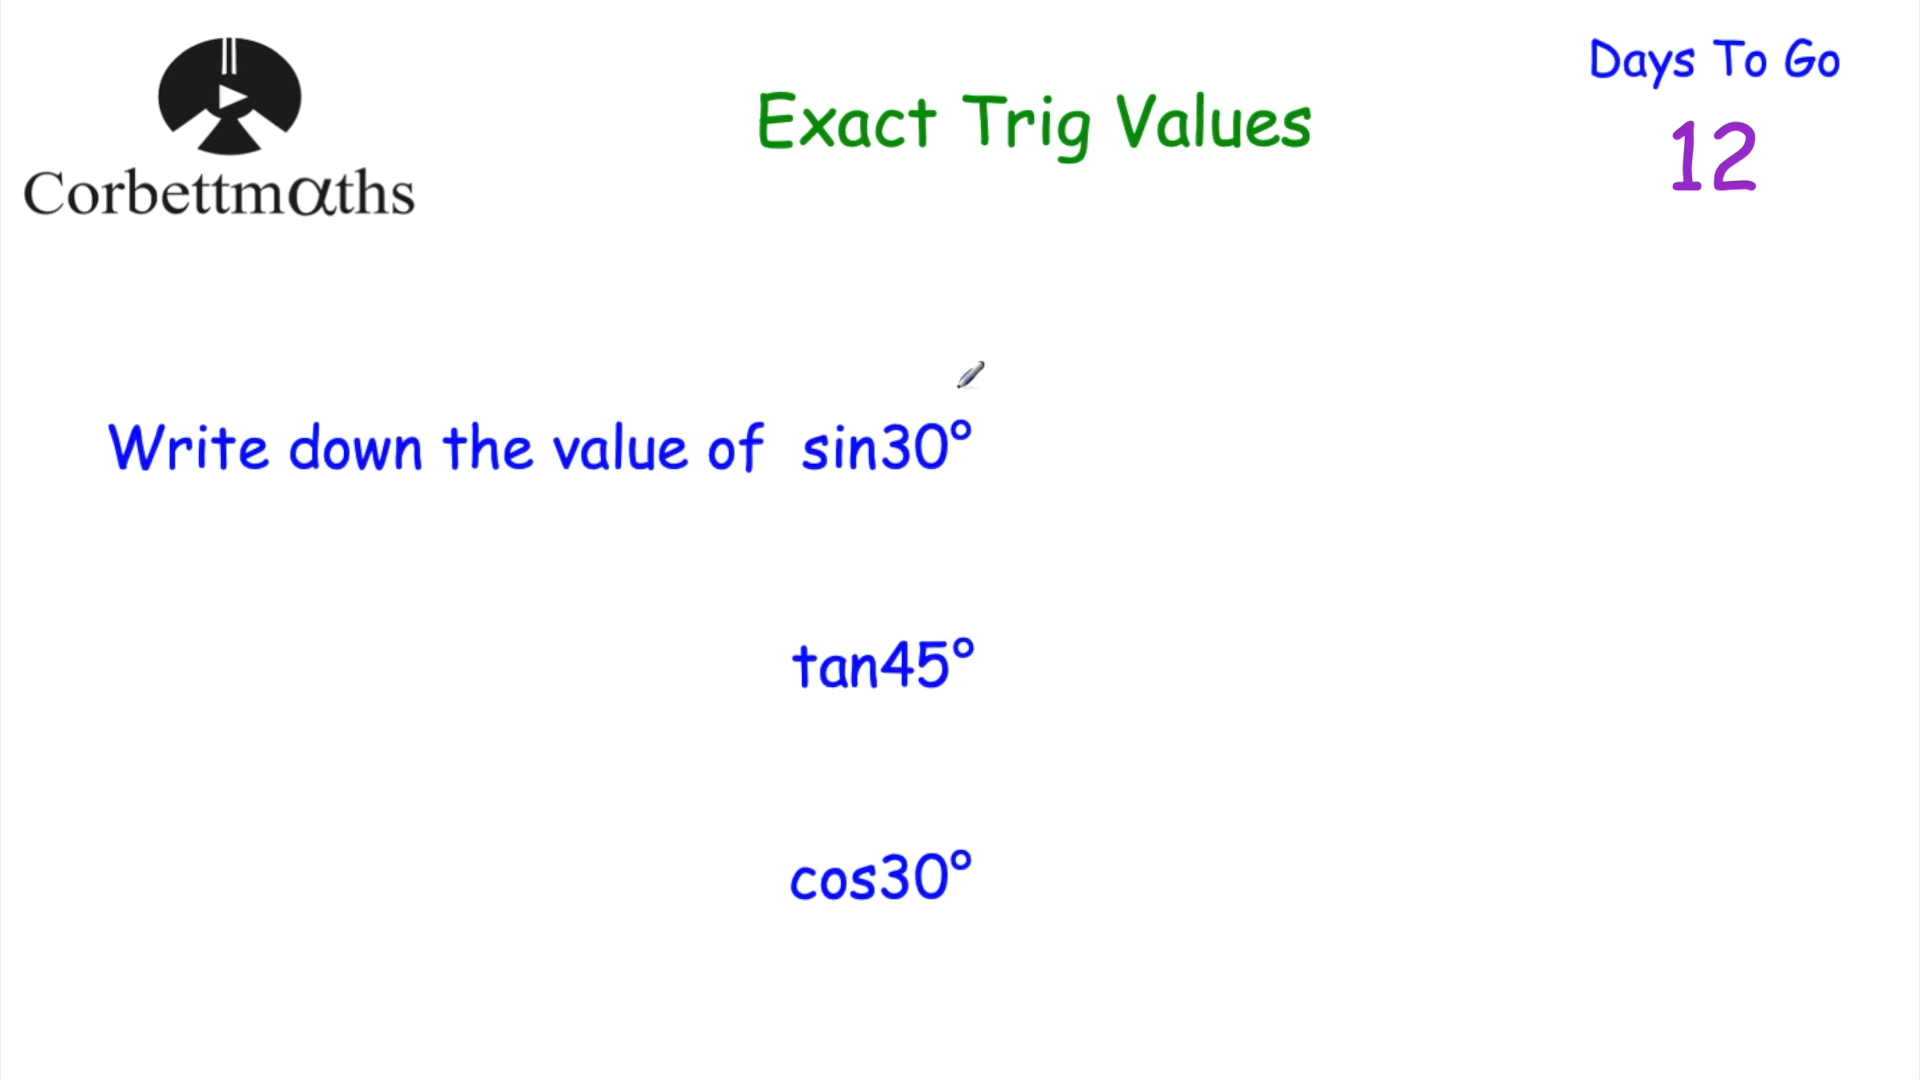 Corbettmαths
Exact Trig Values
Days To Go
12
Write down the value of sin30°
tan45°
cos30°